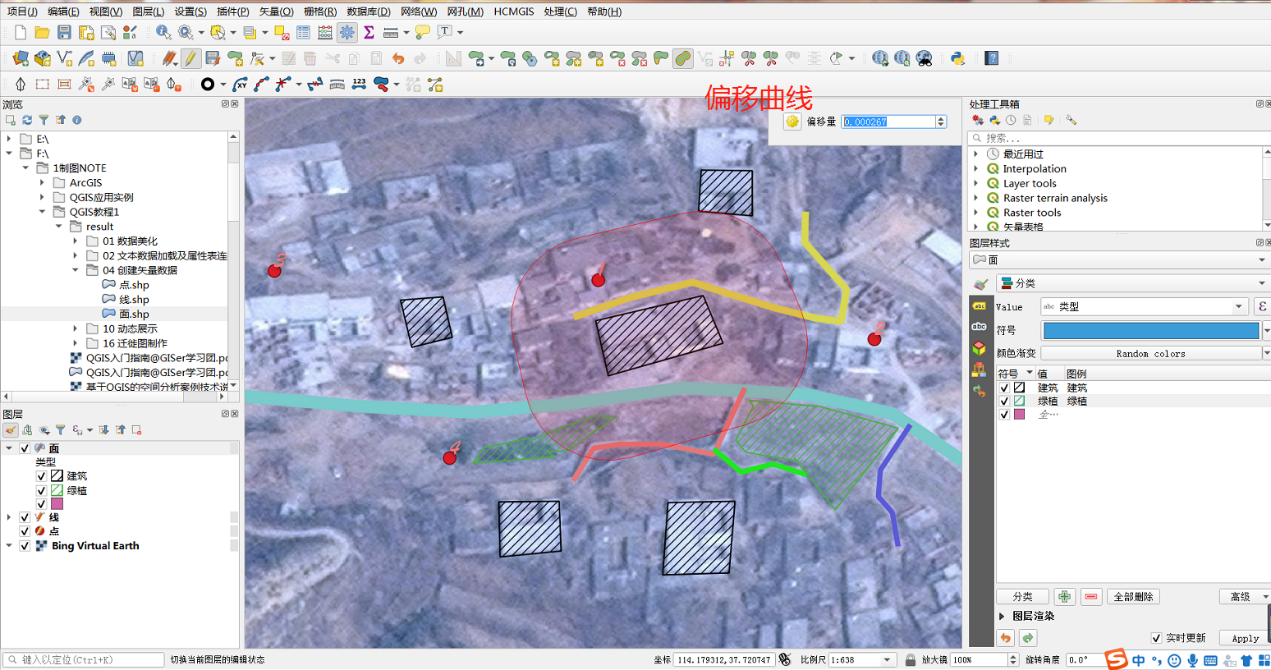 项目(J) 编辑(E) 视图(V) 图层(L) 设置(S) 插件(P) 矢量(O) 栅格(R) 数据库(D) 网络(W) 网孔(M) HCMGIS 处理(C) 帮助(H)
浏览
E:\
F:\
1制图NOTE
ArcGIS
QGIS应用实例
QGIS教程1
result
01 数据美化
02 文本数据加载及属性表连
04 创建矢量数据
点.shp
线.shp
面.shp
10 动态展示
16 迁徙图制作
QGIS入门指南@GISer学习团.pc
QGIS入门指南@GISer学习团.pc
基于QGIS的空间分析案例技术说
图层
面
类型
建筑
绿植
线
点
Bing Virtual Earth
偏移曲线
偏移量 0.000267
4
处理工具箱
搜索...
最近用过
Interpolation
Layer tools
Raster terrain analysis
Raster tools
矢量表格
图层样式
面
分类
Value abc 类型
符号
颜色渐变 Random colors
符号 值 图例
建筑 建筑
绿植 绿植
分类 全部删除 高级
图层渲染
实时更新 Apply
键入以定位(Ctrl+K) 切换当前图层的编辑状态 坐标 114.179312,37.720747 比例尺 1:638 放大镜 100% 旋转角度 0.0°
中